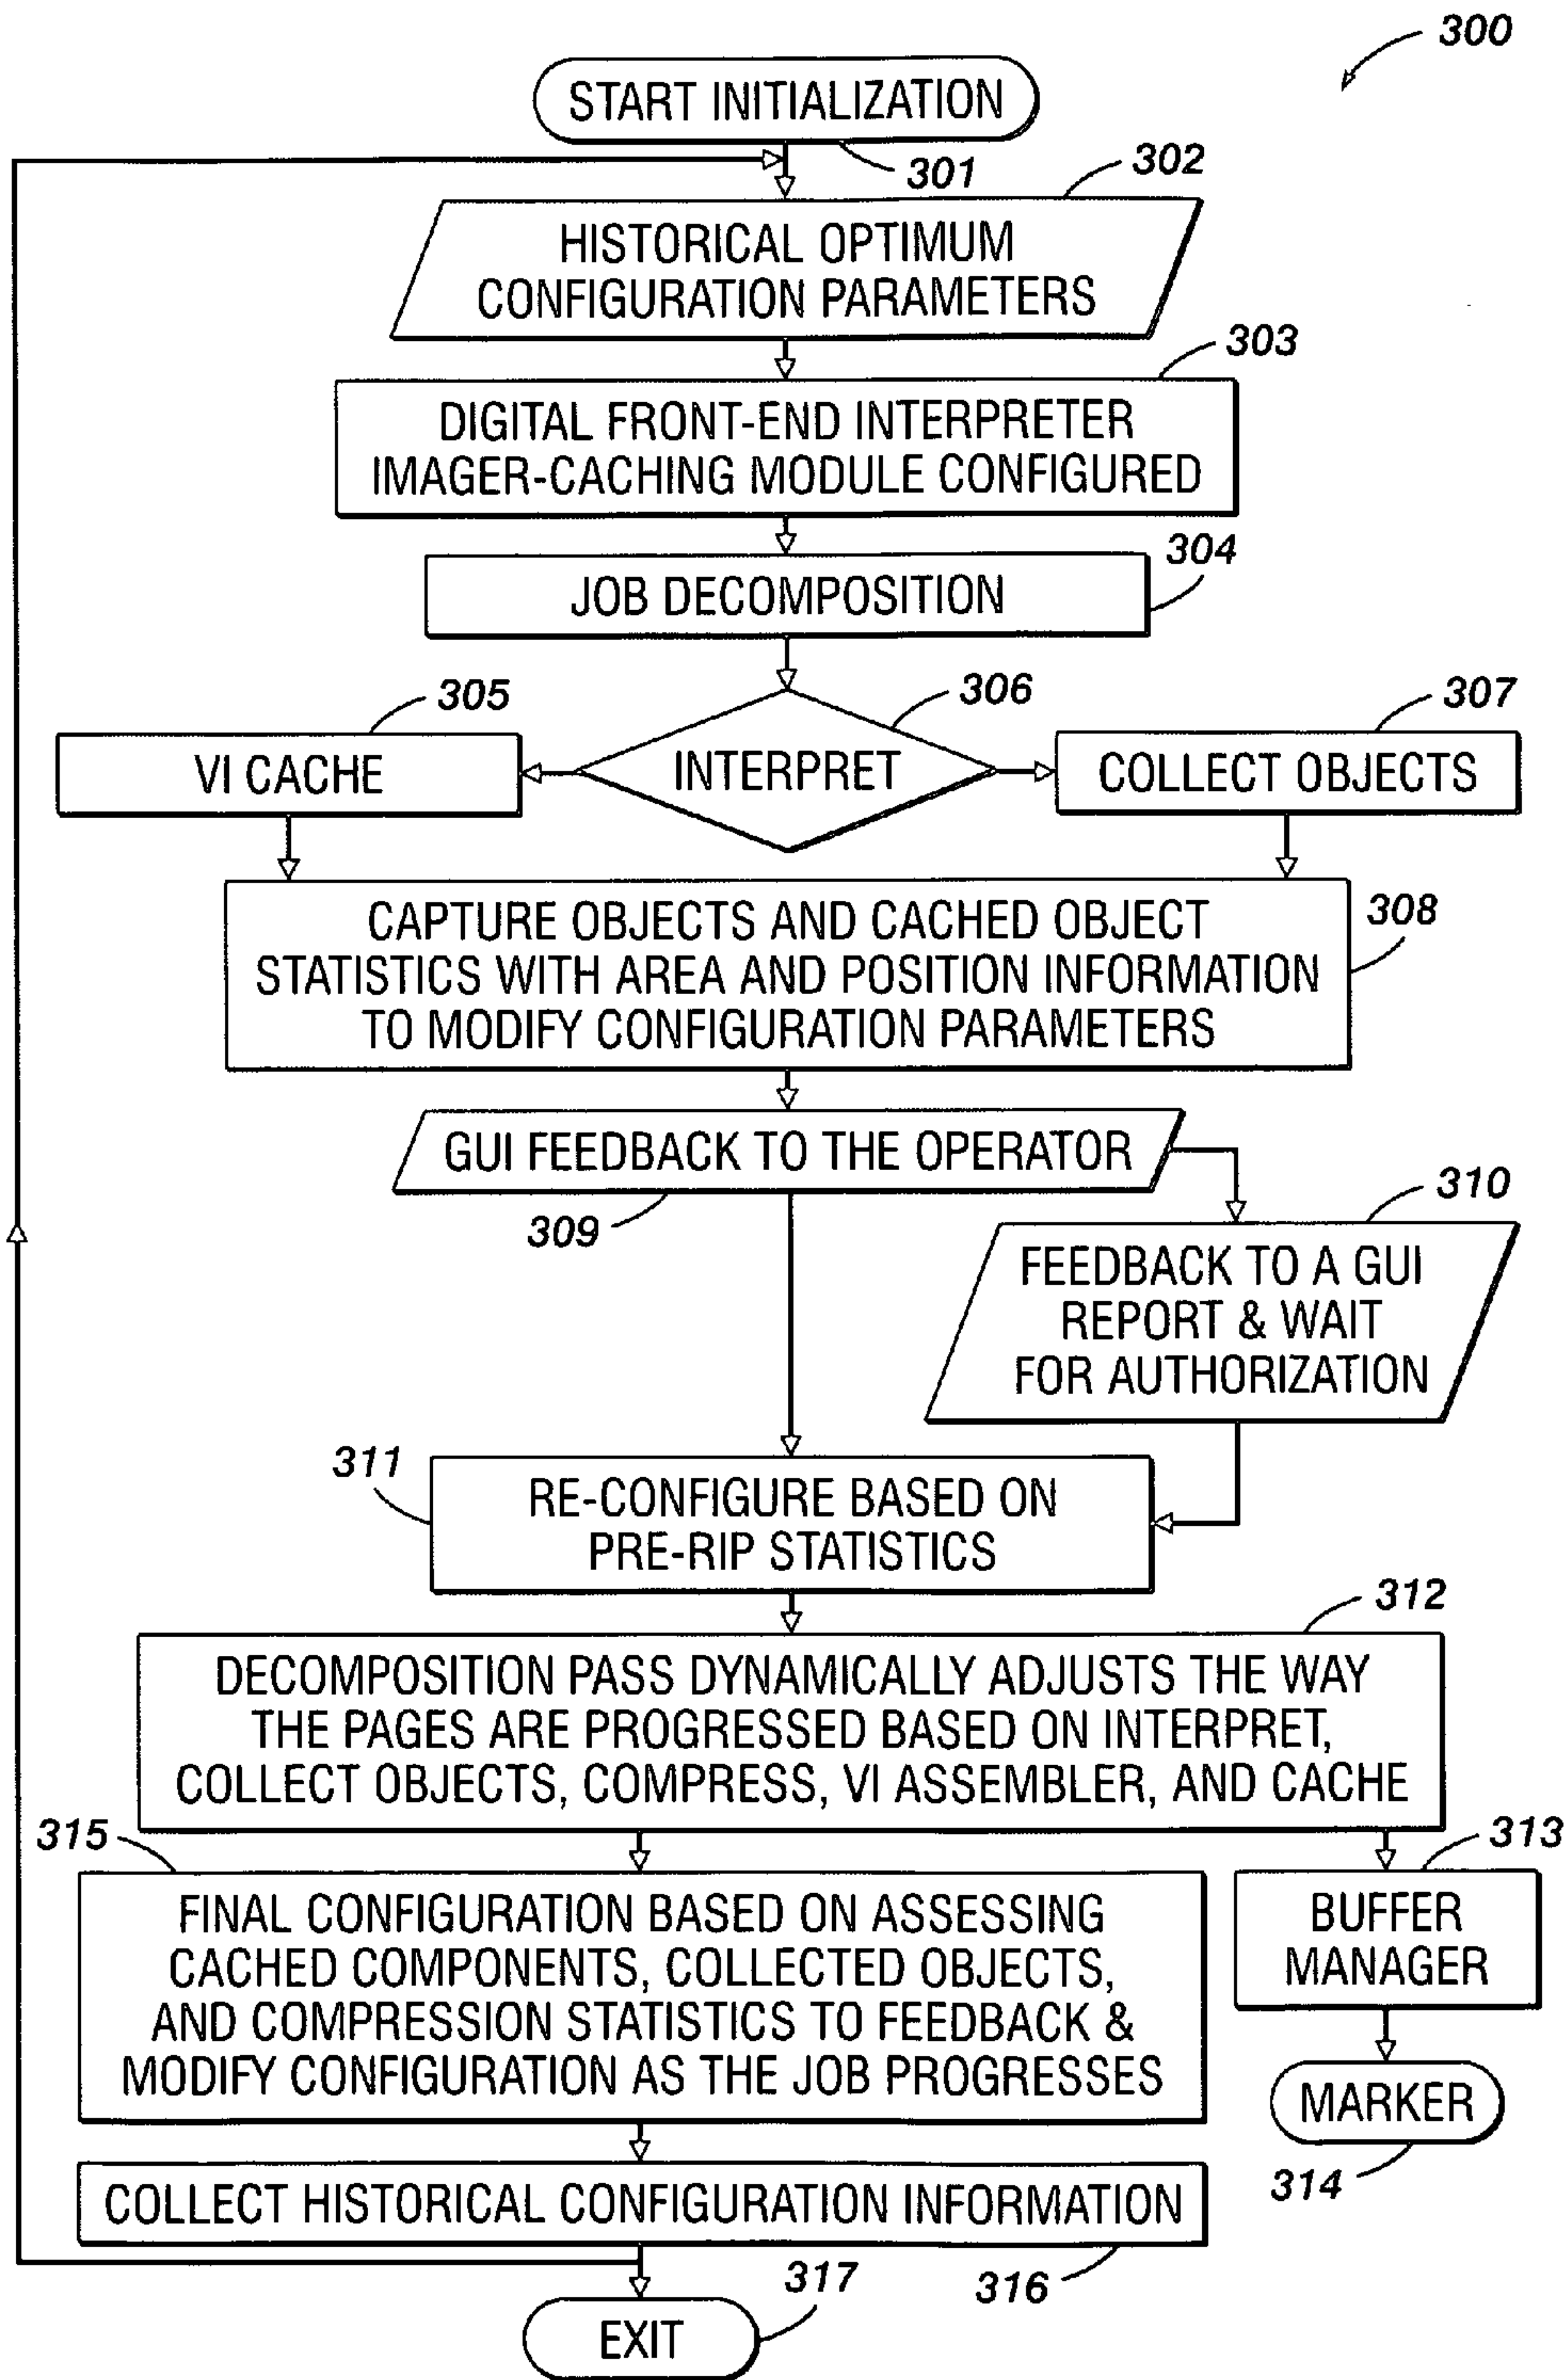 300
START INITIALIZATION
301
302
HISTORICAL OPTIMUM
CONFIGURATION PARAMETERS
303
DIGITAL FRONT-END INTERPRETER
IMAGER-CACHING MODULE CONFIGURED
304
JOB DECOMPOSITION
305
306
307
VI CACHE
INTERPRET
COLLECT OBJECTS
308
CAPTURE OBJECTS AND CACHED OBJECT
STATISTICS WITH AREA AND POSITION INFORMATION
TO MODIFY CONFIGURATION PARAMETERS
GUI FEEDBACK TO THE OPERATOR
309
310
FEEDBACK TO A GUI
REPORT & WAIT
FOR AUTHORIZATION
311
RE-CONFIGURE BASED ON
PRE-RIP STATISTICS
312
DECOMPOSITION PASS DYNAMICALLY ADJUSTS THE WAY
THE PAGES ARE PROGRESSED BASED ON INTERPRET,
COLLECT OBJECTS, COMPRESS, VI ASSEMBLER, AND CACHE
315
313
FINAL CONFIGURATION BASED ON ASSESSING
CACHED COMPONENTS, COLLECTED OBJECTS,
AND COMPRESSION STATISTICS TO FEEDBACK &
MODIFY CONFIGURATION AS THE JOB PROGRESSES
BUFFER
MANAGER
MARKER
314
COLLECT HISTORICAL CONFIGURATION INFORMATION
316
317
EXIT